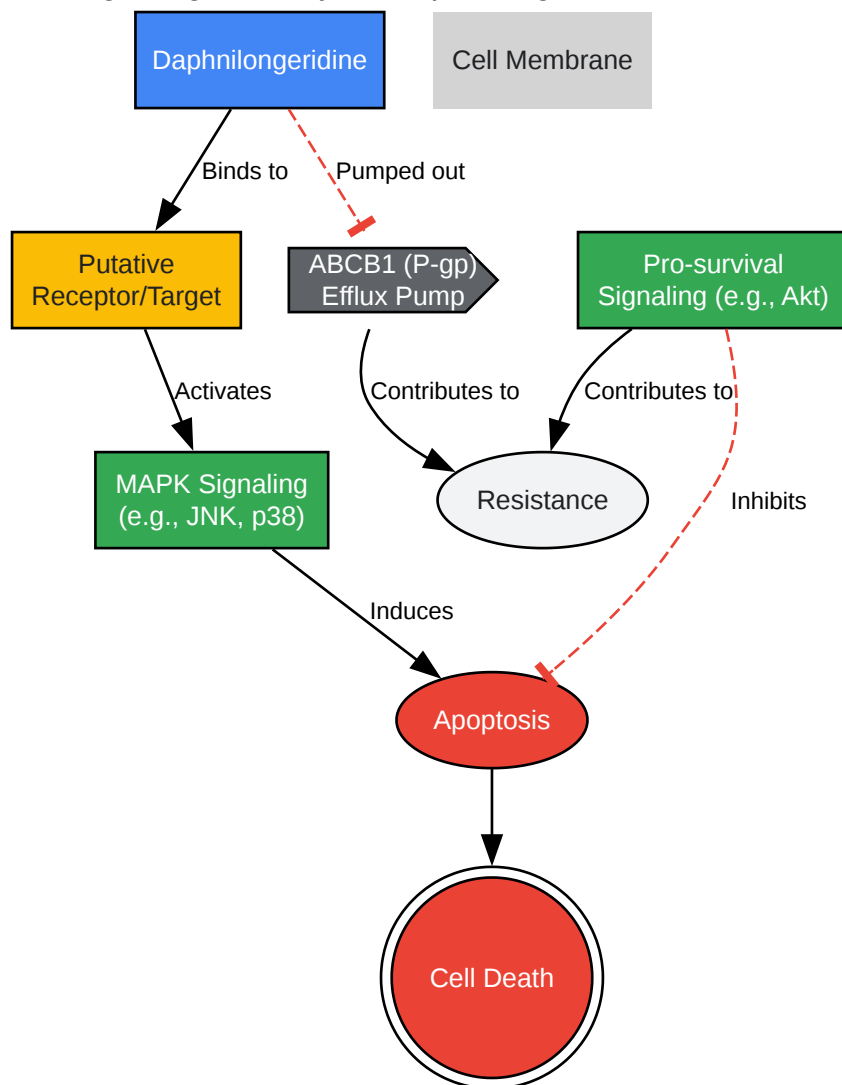 Daphnilongeridine
Cell Membrane
Binds to
Pumped out
Putative
Receptor/Target
ABCB1 (P-gp)
Efflux Pump
Pro-survival
Signaling (e.g., Akt)
Activates
Contributes to
Contributes to
MAPK Signaling
(e.g., JNK, p38)
Resistance
Inhibits
Induces
Apoptosis
Cell Death